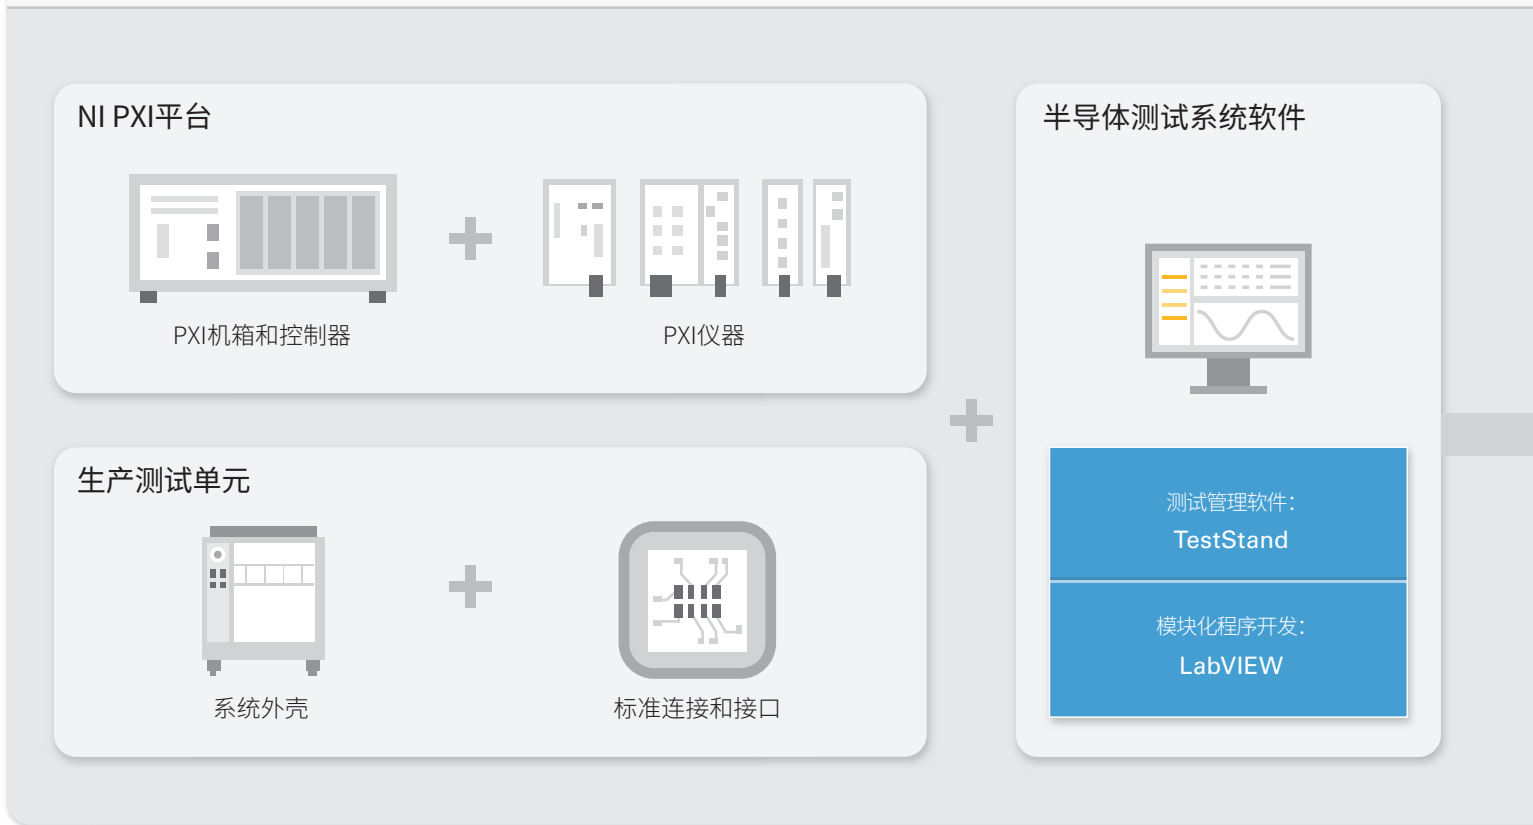 NI PXI平台
PXI机箱和控制器
PXI仪器
生产测试单元
系统外壳
标准连接和接口
半导体测试系统软件
测试管理软件：
TestStand
模块化程序开发：
LabVIEW